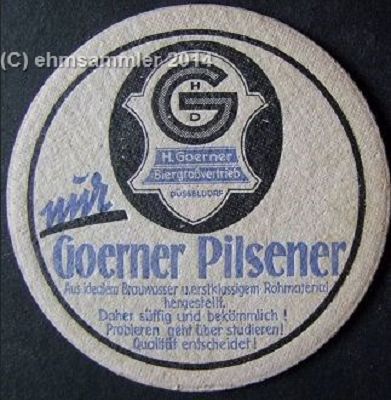 (C) ehmsammler 2014
H
G
D
H. Goerner
Biergroßvertrieb
DÜSSELDORF
nur
Goerner Pilsener
Aus idealem Brauwasser u. erstklassigem Rohmaterial
hergestellt.
Daher süffig und bekömmlich!
Probieren geht über studieren!
Qualität entscheidet!